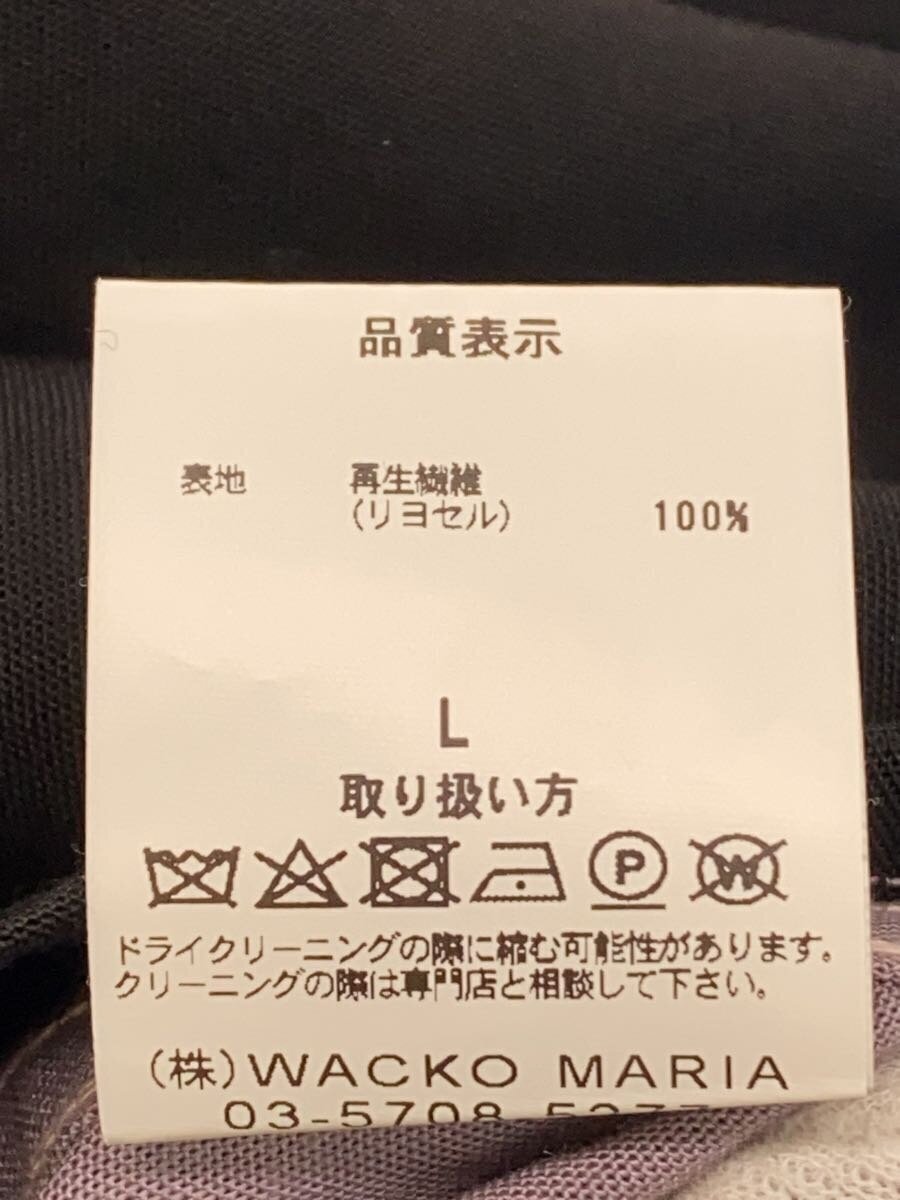 品質表示
表地 再生繊維
(リヨセル) 100%
L
取り扱い方
P W
ドライクリーニングの際に縮む可能性があります。
クリーニングの際は専門店と相談して下さい。
(株)WACKO MARIA
03-5708